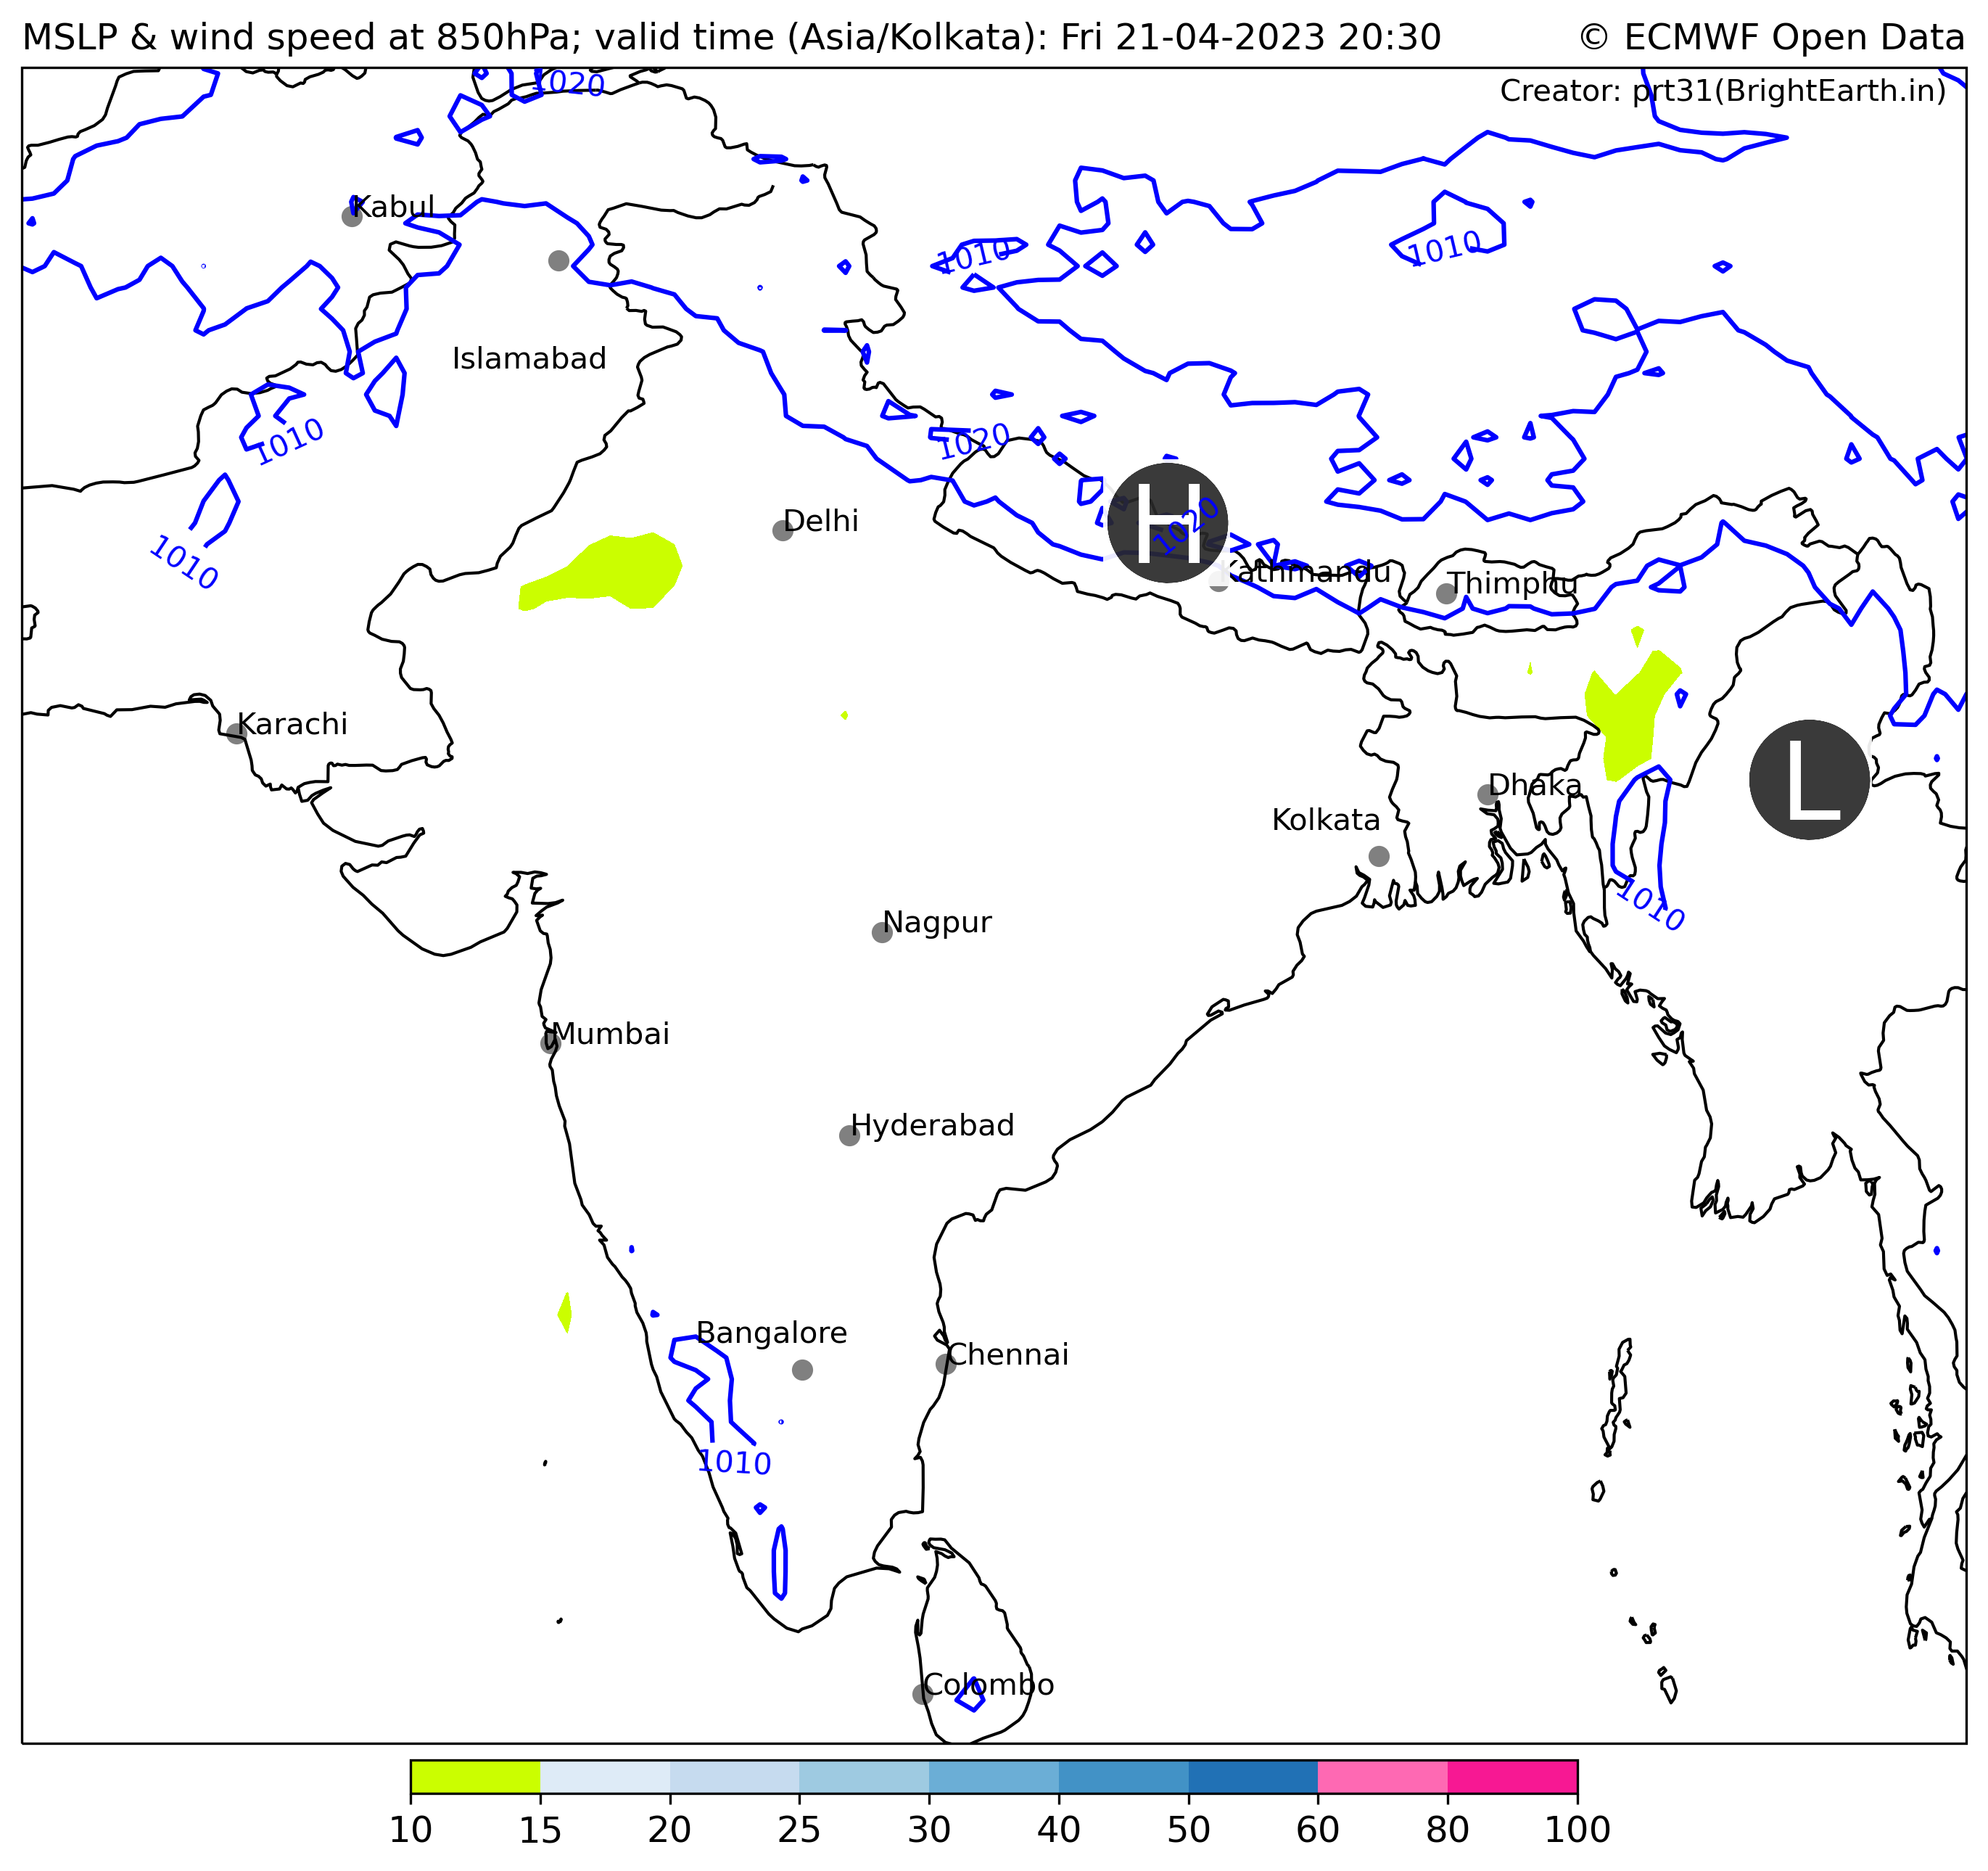 MSLP & wind speed at 850hPa; valid time (Asia/Kolkata): Fri 21-04-2023 20:30
© ECMWF Open Data
Creator: prt31(BrightEarth.in)
1020
Kabul
1010
1010
Islamabad
1010
1020
1010
Delhi
H
1020
Kathmandu
Thimphu
Karachi
L
Dhaka
Kolkata
1010
Nagpur
Mumbai
Hyderabad
Bangalore
Chennai
1010
Colombo
10 15 20 25 30 40 50 60 80 100